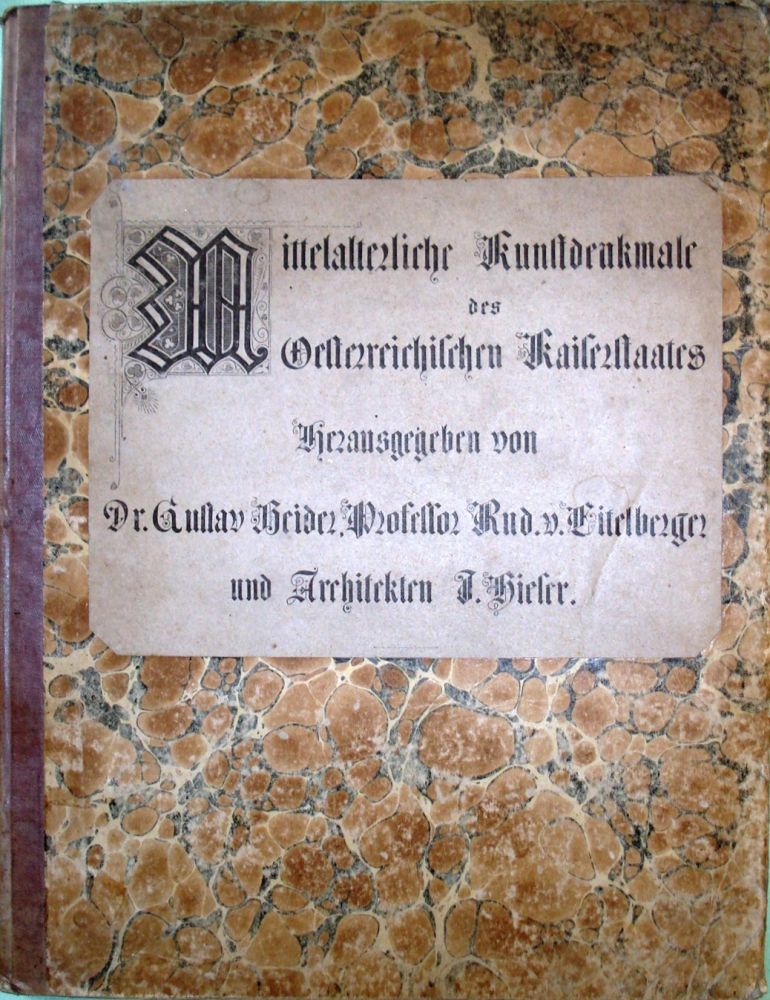 Mittelalterliche Kunstdenkmale
des
Oesterreichischen Kaiserstaates
Herausgegeben von
Dr. Gustav Heider, Professor Rud. v. Eitelberger
und Architekten J. Hieser.